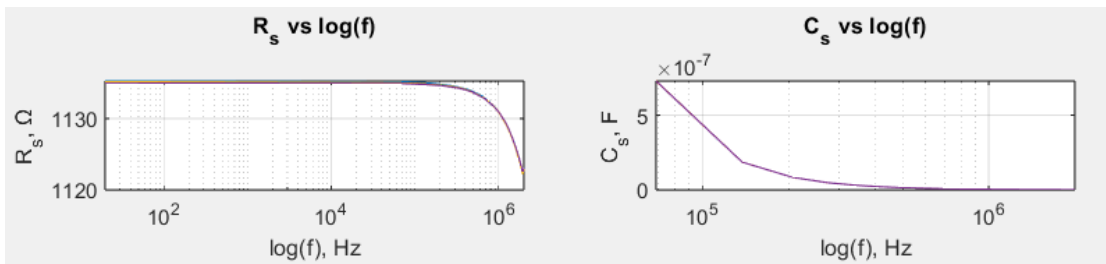 R_s vs log(f)
R_s, Ω
1130
1120
10^2
10^4
10^6
log(f), Hz
C_s vs log(f)
×10^-7
C_s, F
5
0
10^5
10^6
log(f), Hz